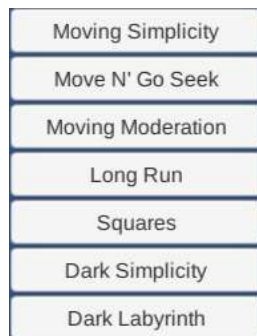 Moving Simplicity
Move N' Go Seek
Moving Moderation
Long Run
Squares
Dark Simplicity
Dark Labyrinth